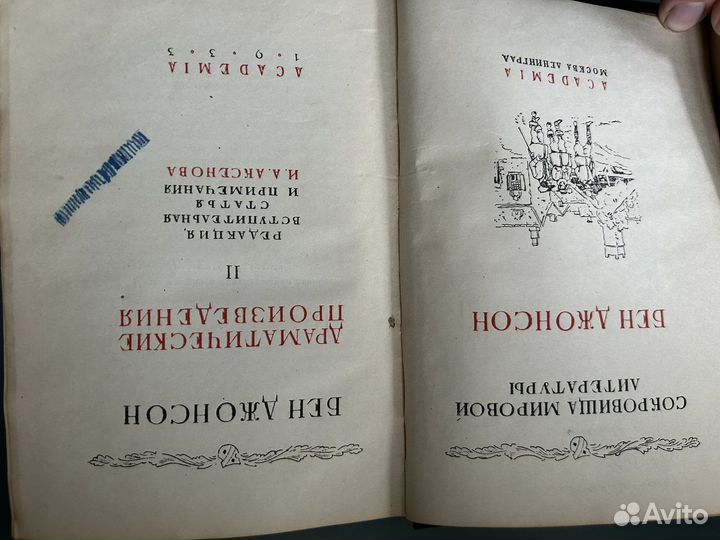 СОКРОВИЩА МИРОВОЙ
ЛИТЕРАТУРЫ
БЕН ДЖОНСОН
ACADEMIA
МОСКВА ЛЕНИНГРАД
БЕН ДЖОНСОН
ДРАМАТИЧЕСКИЕ
ПРОИЗВЕДЕНИЯ
II
РЕДАКЦИЯ,
ВСТУПИТЕЛЬНАЯ
СТАТЬЯ
И ПРИМЕЧАНИЯ
И.А.АКСЕНОВА
ACADEMIA
1·9·3·3
Avito